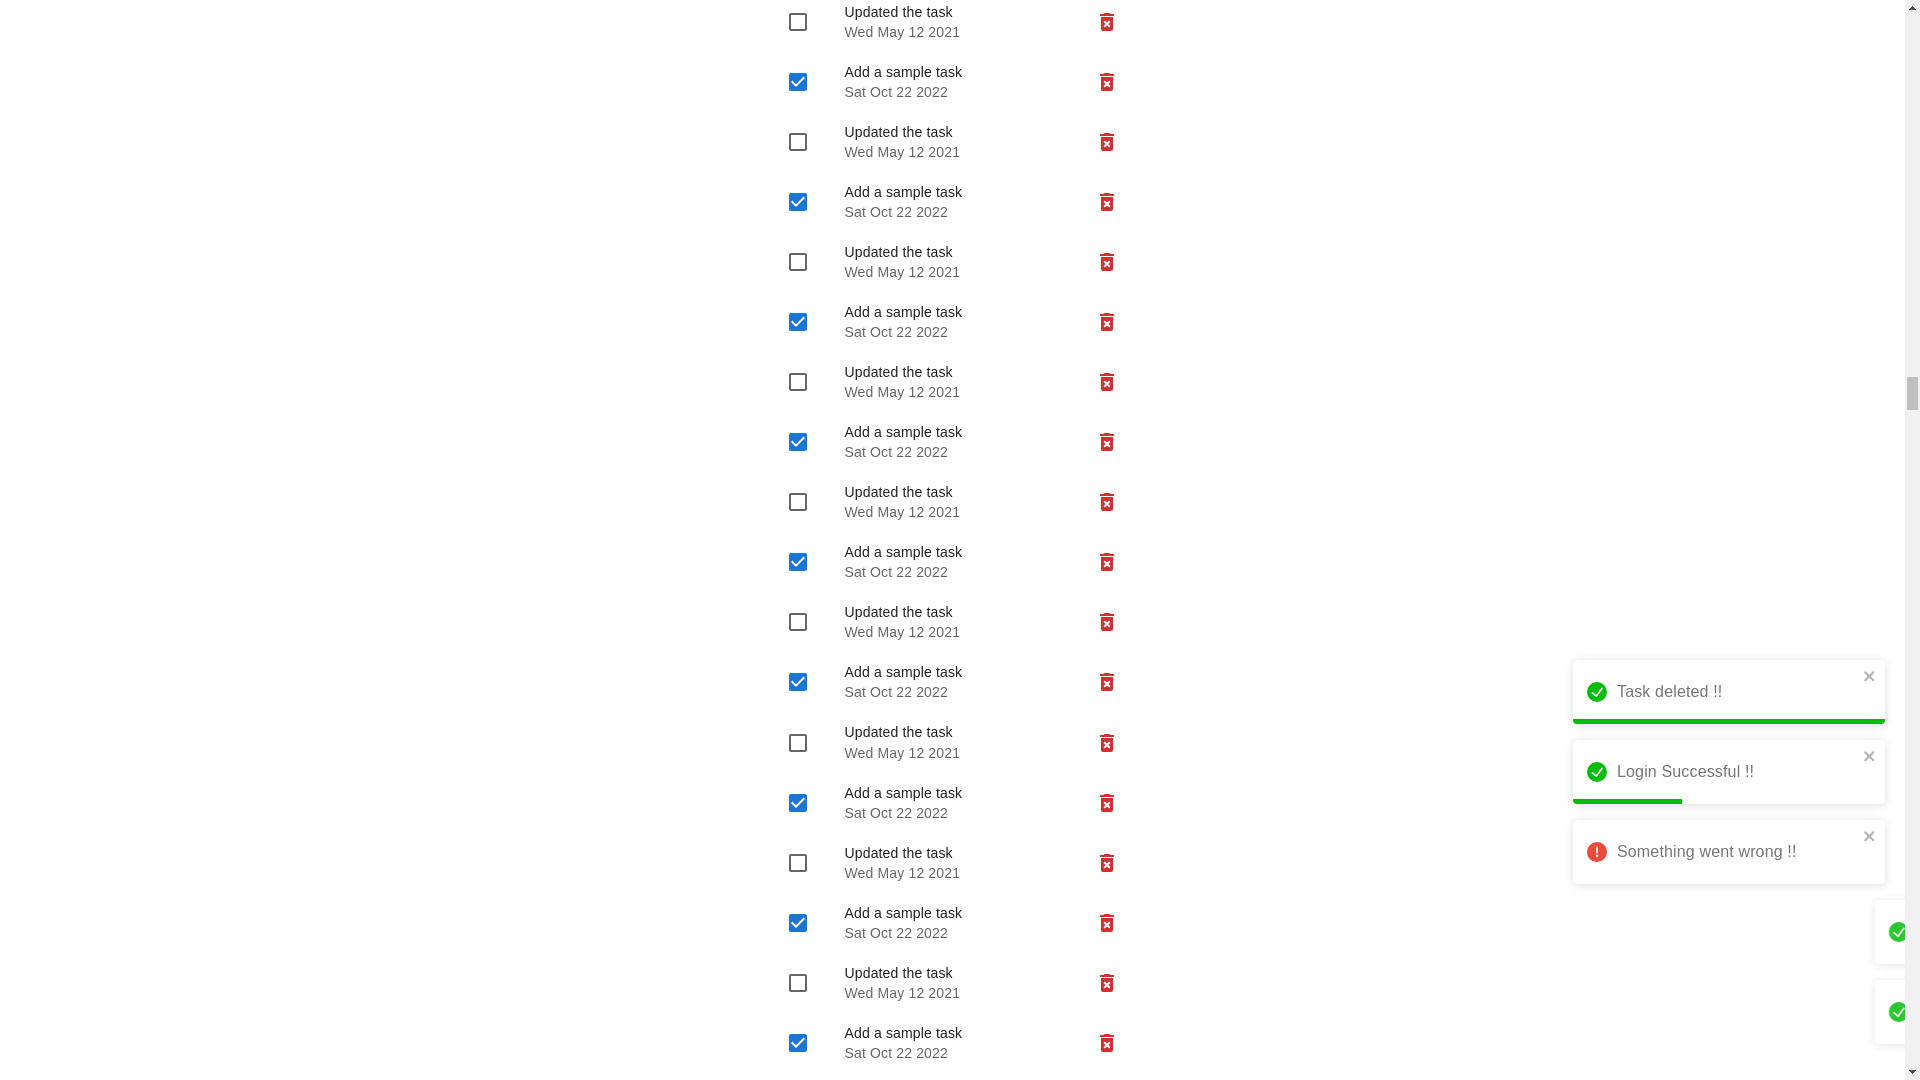 Updated the task
Wed May 12 2021
Add a sample task
Sat Oct 22 2022
Updated the task
Wed May 12 2021
Add a sample task
Sat Oct 22 2022
Updated the task
Wed May 12 2021
Add a sample task
Sat Oct 22 2022
Updated the task
Wed May 12 2021
Add a sample task
Sat Oct 22 2022
Updated the task
Wed May 12 2021
Add a sample task
Sat Oct 22 2022
Updated the task
Wed May 12 2021
Add a sample task
Sat Oct 22 2022
Updated the task
Wed May 12 2021
Add a sample task
Sat Oct 22 2022
Updated the task
Wed May 12 2021
Add a sample task
Sat Oct 22 2022
Updated the task
Wed May 12 2021
Add a sample task
Sat Oct 22 2022
Task deleted !!
Login Successful !!
Something went wrong !!